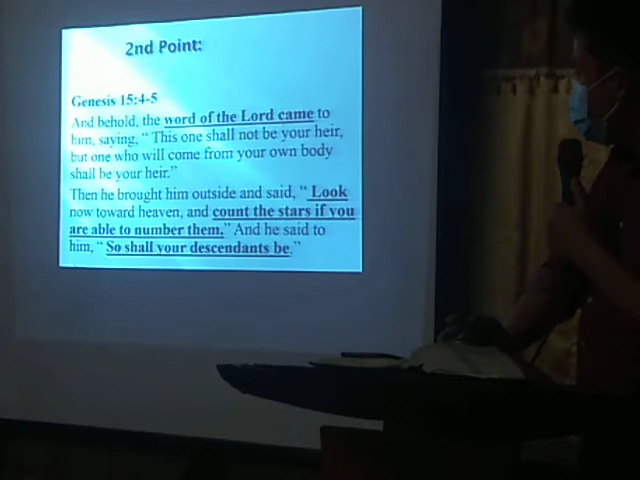 2nd Point:
Genesis 15:4-5
And behold, the word of the Lord came to
him, saying, “ This one shall not be your heir,
but one who will come from your own body
shall be your heir.”
Then he brought him outside and said, “ Look
now toward heaven, and count the stars if you
are able to number them.” And he said to
him, “ So shall your descendants be.”